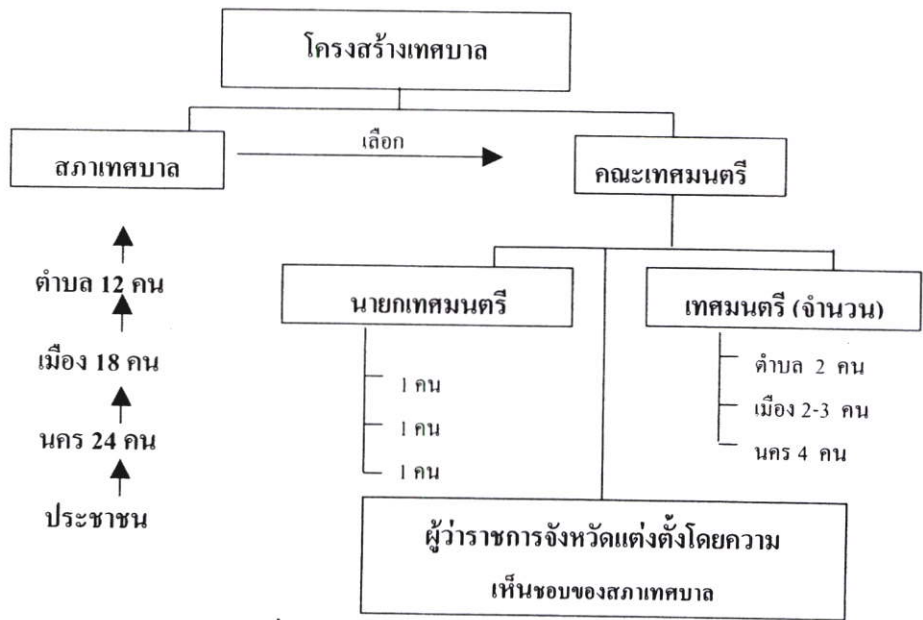 โครงสร้างเทศบาล
สภาเทศบาล
เลือก
คณะเทศมนตรี
ตำบล 12 คน
เมือง 18 คน
นคร 24 คน
ประชาชน
นายกเทศมนตรี
1 คน
1 คน
1 คน
เทศมนตรี (จำนวน)
ตำบล 2 คน
เมือง 2-3 คน
นคร 4 คน
ผู้ว่าราชการจังหวัดแต่งตั้งโดยความ
เห็นชอบของสภาเทศบาล